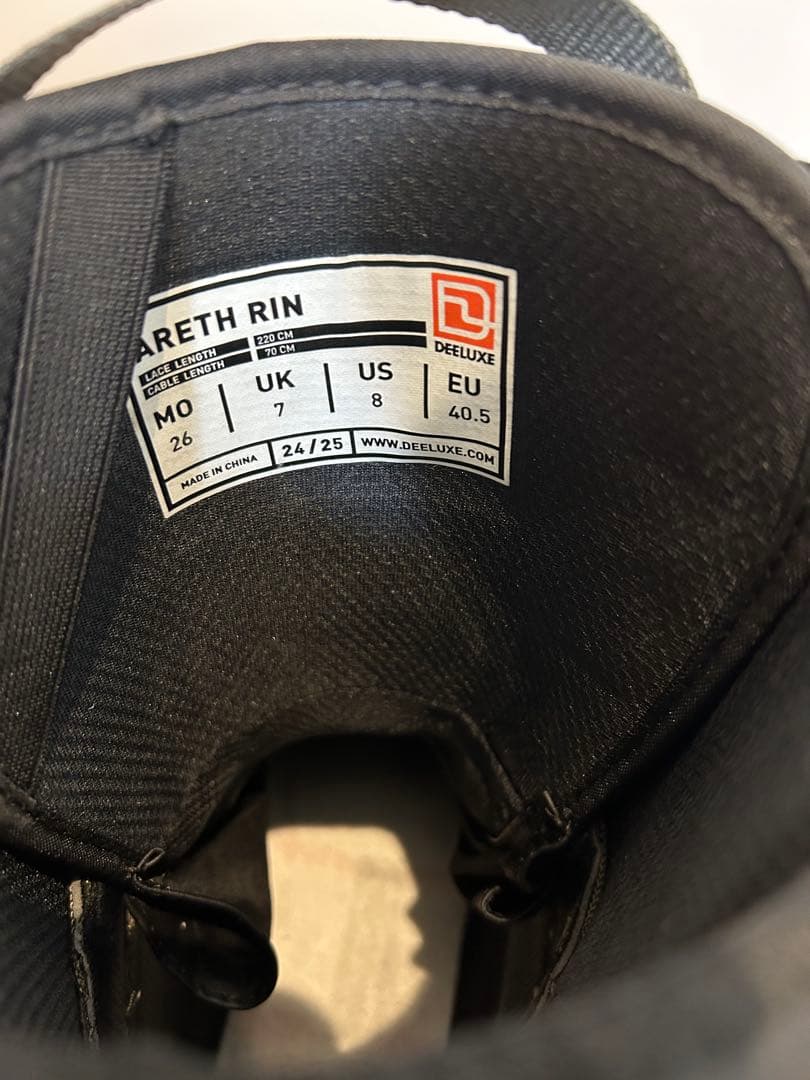 ARETH RIN
DEELUXE
LACE LENGTH 220 CM
CABLE LENGTH 70 CM
MO UK US EU
26 7 8 40.5
MADE IN CHINA 24/25 WWW.DEELUXE.COM